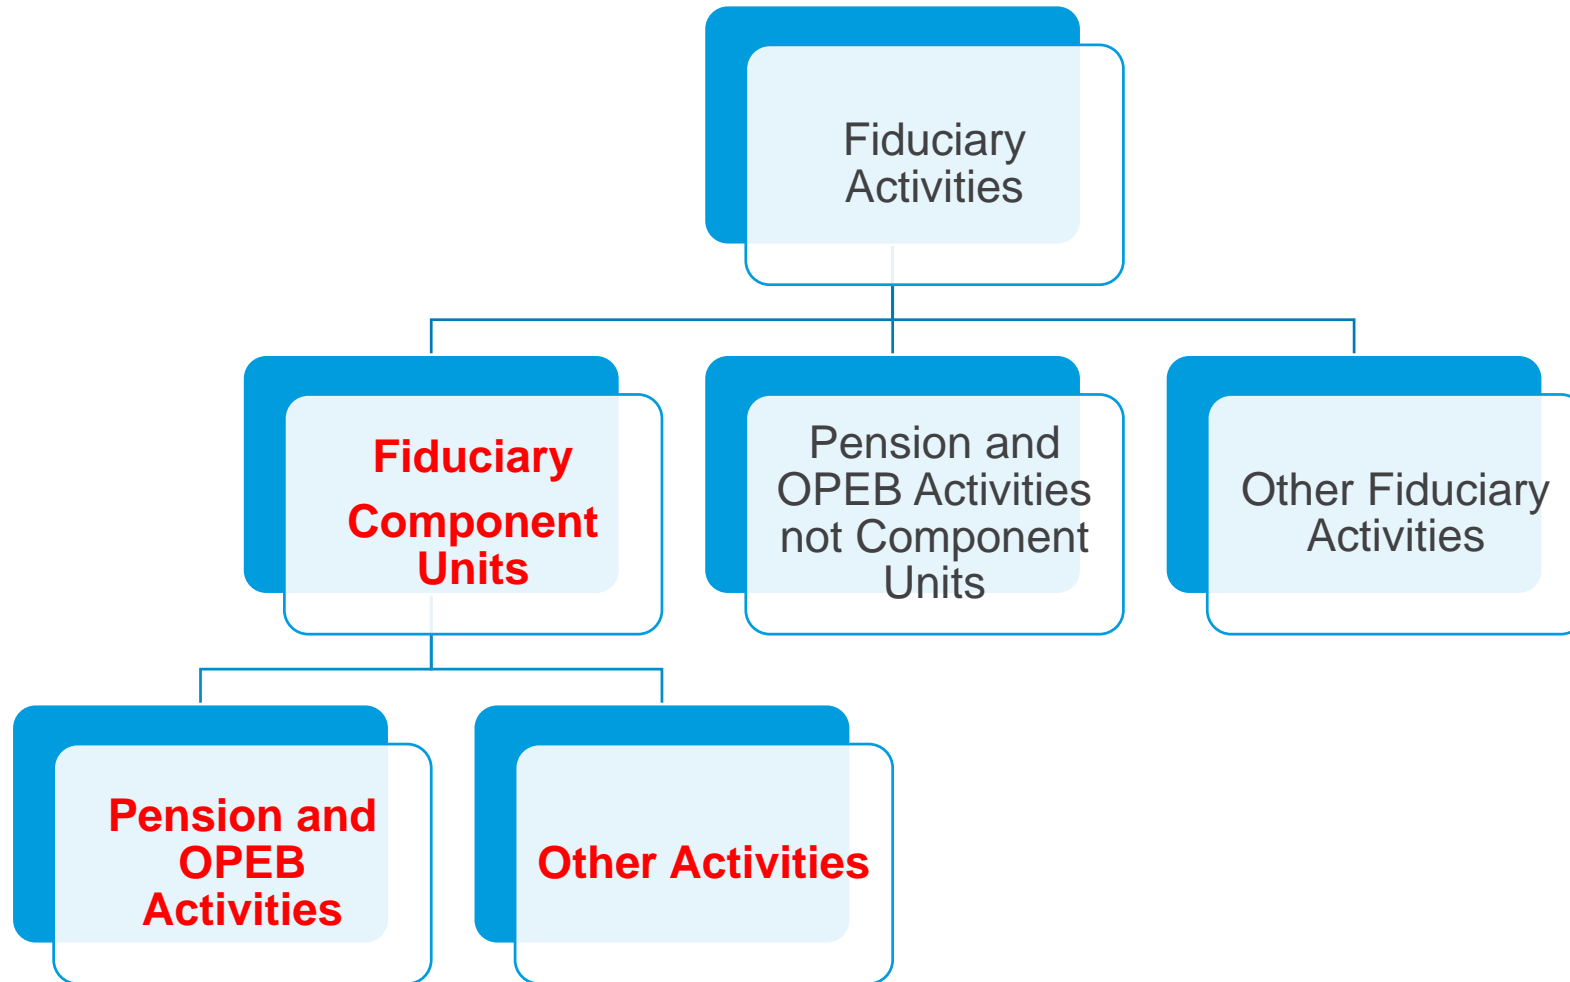 Fiduciary
Activities
Fiduciary
Component
Units
Pension and
OPEB Activities
not Component
Units
Other Fiduciary
Activities
Pension and
OPEB
Activities
Other Activities